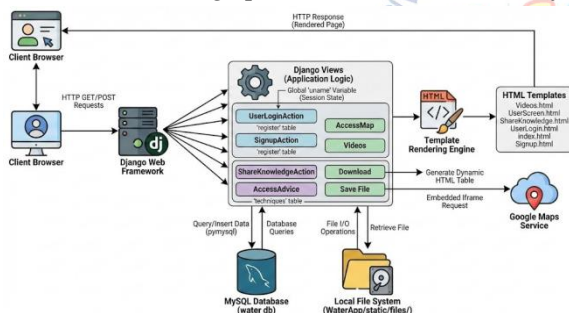 HTTP Response
(Rendered Page)
Client Browser
HTTP GET/POST
Requests
Client Browser
dj
Django Web
Framework
Django Views
(Application Logic)
Global 'uname' Variable
(Session State)
UserLoginAction
'register' table
SignupAction
'register' table
AccessMap
Videos
ShareKnowledgeAction
AccessAdvice
'techniques' table
Download
Save File
HTML
Template
Rendering Engine
HTML Templates
Videos.html
UserScreen.html
ShareKnowledge.html
UserLogin.html
index.html
Signup.html
Generate Dynamic
HTML Table
Embedded Iframe
Request
Google Maps
Service
Query/Insert Data
(pymysql)
Database
Queries
File I/O
Operations
Retrieve File
MySQL Database
(water db)
Local File System
(WaterApp/static/files/)